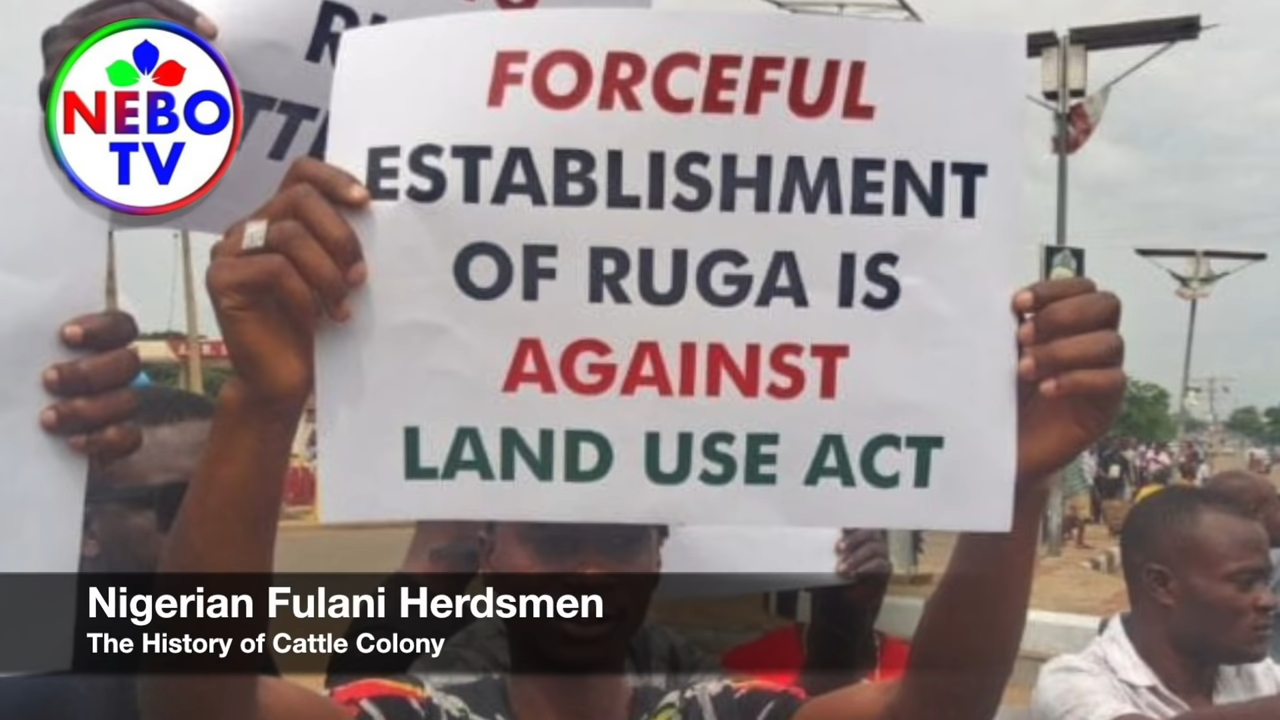 NEBO
TV
FORCEFUL
ESTABLISHMENT
OF RUGA IS
AGAINST
LAND USE ACT
Nigerian Fulani Herdsmen
The History of Cattle Colony